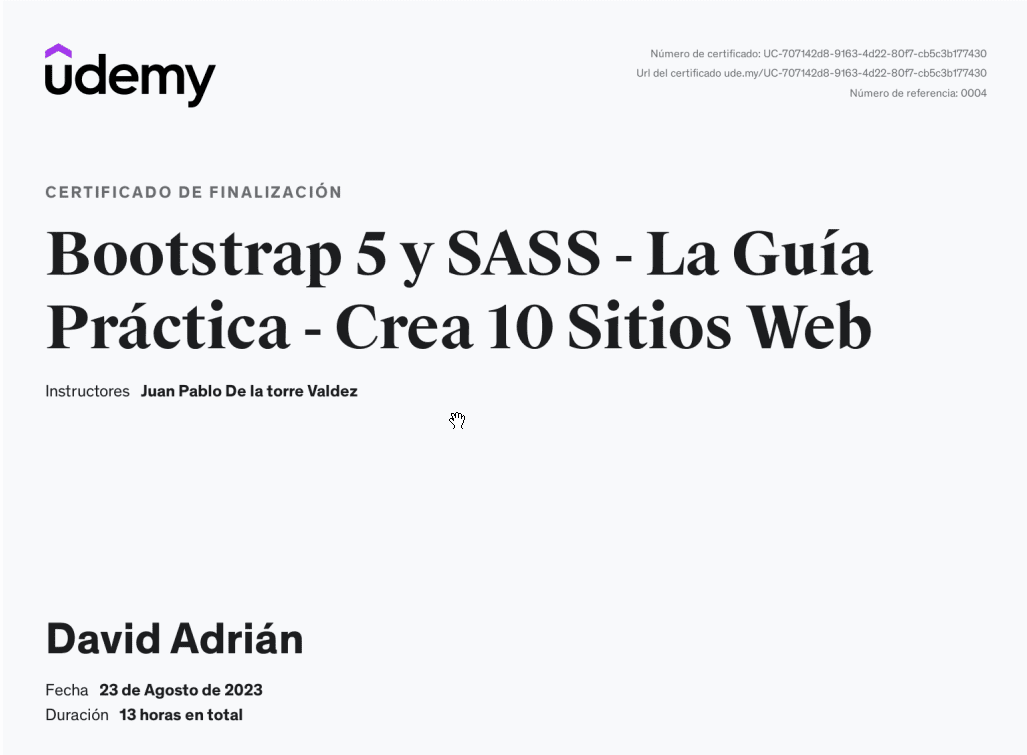 udemy
Número de certificado: UC-707142d8-9163-4d22-80f7-cb5c3b177430
Url del certificado ude.my/UC-707142d8-9163-4d22-80f7-cb5c3b177430
Número de referencia: 0004
CERTIFICADO DE FINALIZACIÓN
Bootstrap 5 y SASS - La Guía
Práctica - Crea 10 Sitios Web
Instructores Juan Pablo De la torre Valdez
David Adrián
Fecha 23 de Agosto de 2023
Duración 13 horas en total